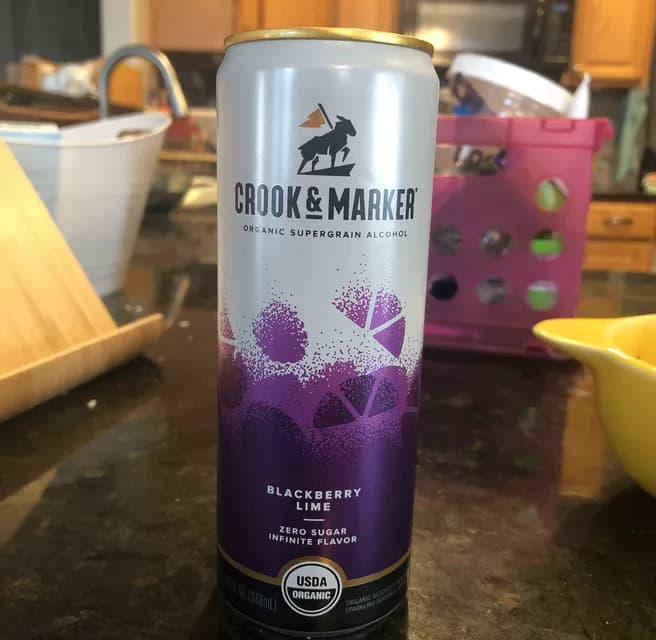 CROOK & MARKER
ORGANIC SUPERGRAIN ALCOHOL
BLACKBERRY
LIME
ZERO SUGAR
INFINITE FLAVOR
USDA
ORGANIC